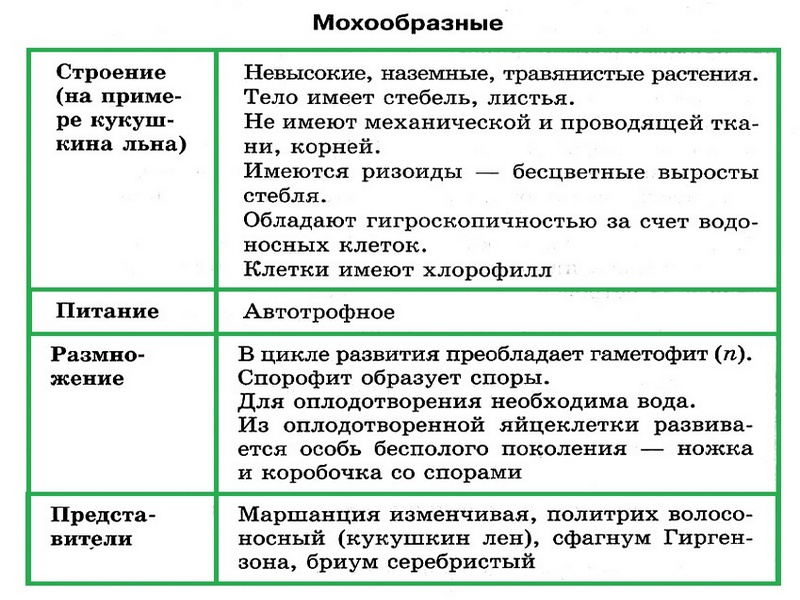 Мохообразные
Строение
(на приме-
ре кукуш-
кина льна)
Невысокие, наземные, травянистые растения.
Тело имеет стебель, листья.
Не имеют механической и проводящей тка-
ни, корней.
Имеются ризоиды — бесцветные выросты
стебля.
Обладают гигроскопичностью за счет водо-
носных клеток.
Клетки имеют хлорофилл
Питание
Автотрофное
Размно-
жение
В цикле развития преобладает гаметофит (n).
Спорофит образует споры.
Для оплодотворения необходима вода.
Из оплодотворенной яйцеклетки развива-
ется особь бесполого поколения — ножка
и коробочка со спорами
Предста-
вители
Маршанция изменчивая, политрих волосо-
носный (кукушкин лен), сфагнум Гирген-
зона, бриум серебристый